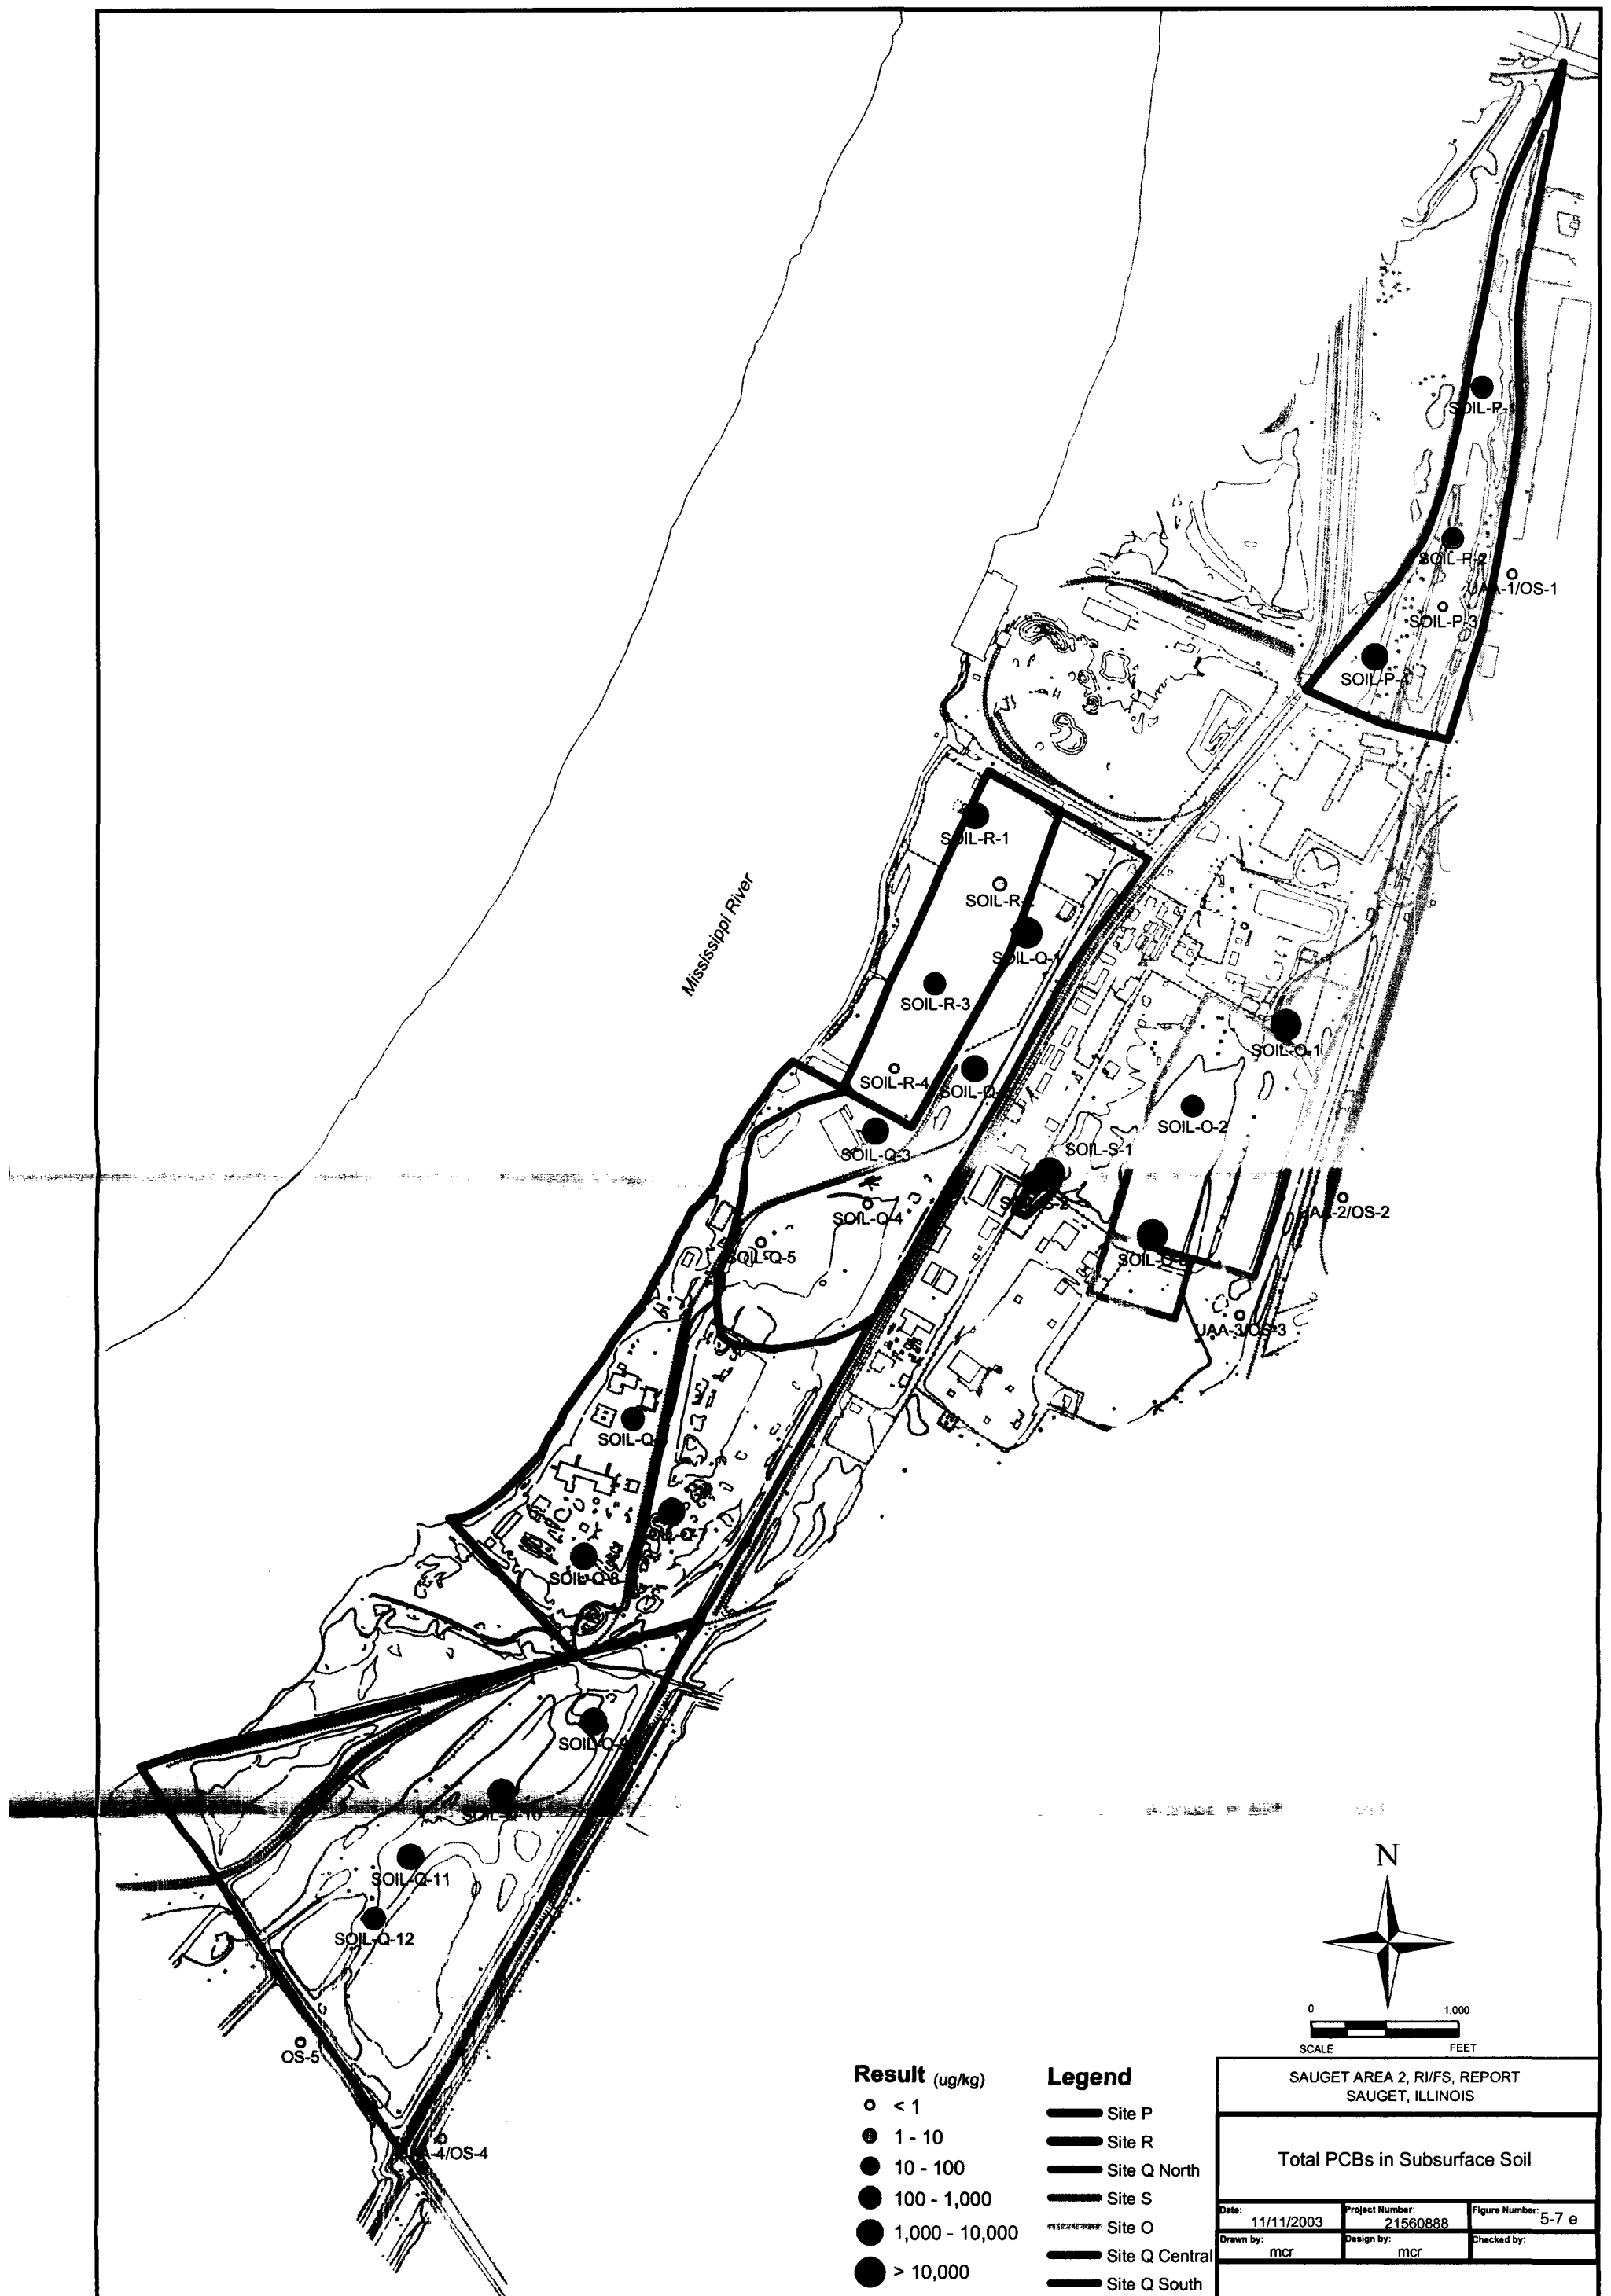 SOIL-P-1
SOIL-P-2
UAA-1/OS-1
SOIL-P-3
SOIL-P-4
SOIL-R-1
SOIL-R-2
Mississippi River
SOIL-Q-1
SOIL-R-3
SOIL-O-1
SOIL-R-4
SOIL-Q-
SOIL-O-2
SOIL-Q-3
SOIL-S-1
SOIL-Q-4
UAA-2/OS-2
SOIL-Q-5
SOIL-O-
UAA-3/OS-3
SOIL-Q-
SOIL-Q-8
SOIL-Q-9
SOIL-Q-10
SOIL-Q-11
SOIL-Q-12
OS-5
UAA-4/OS-4
N
0 1,000
SCALE FEET
Result (ug/kg)
< 1
1 - 10
10 - 100
100 - 1,000
1,000 - 10,000
> 10,000
Legend
Site P
Site R
Site Q North
Site S
Site O
Site Q Central
Site Q South
SAUGET AREA 2, RI/FS, REPORT
SAUGET, ILLINOIS
Total PCBs in Subsurface Soil
Date: 11/11/2003
Project Number: 21560888
Figure Number: 5-7 e
Drawn by: mcr
Design by: mcr
Checked by: